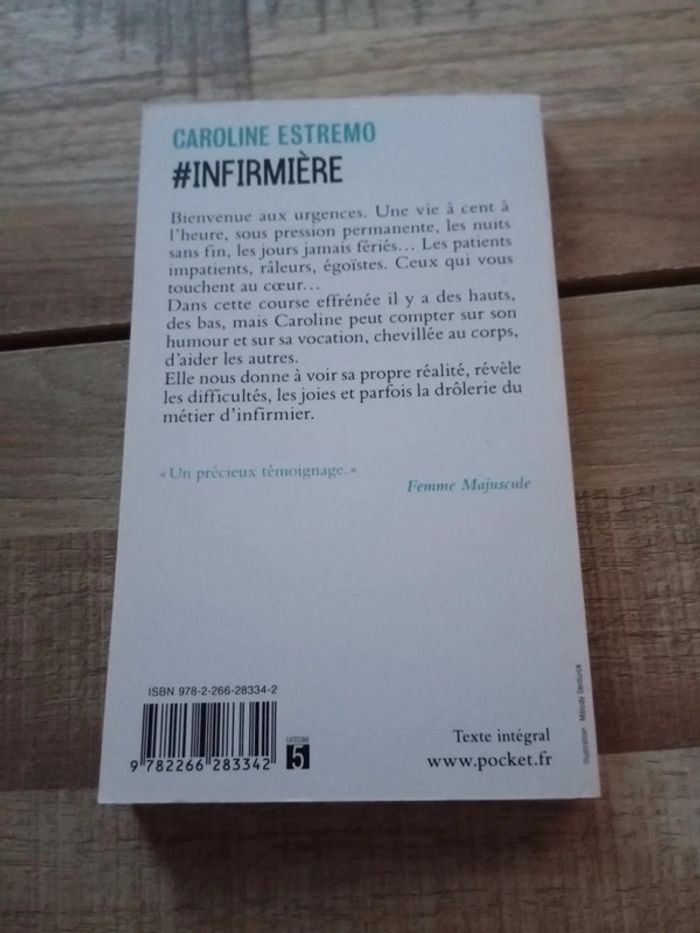 CAROLINE ESTREMO
#INFIRMIÈRE
Bienvenue aux urgences. Une vie à cent à
l'heure, sous pression permanente, les nuits
sans fin, les jours jamais fériés... Les patients
impatients, râleurs, égoïstes. Ceux qui vous
touchent au cœur...
Dans cette course effrénée il y a des hauts,
des bas, mais Caroline peut compter sur son
humour et sur sa vocation, chevillée au corps,
d'aider les autres.
Elle nous donne à voir sa propre réalité, révèle
les difficultés, les joies et parfois la drôlerie du
métier d'infirmier.
« Un précieux témoignage. »
Femme Majuscule
ISBN 978-2-266-28334-2
9 782266 283342
CATÉGORIE
5
Texte intégral
www.pocket.fr
Illustration : Mélody Denturck